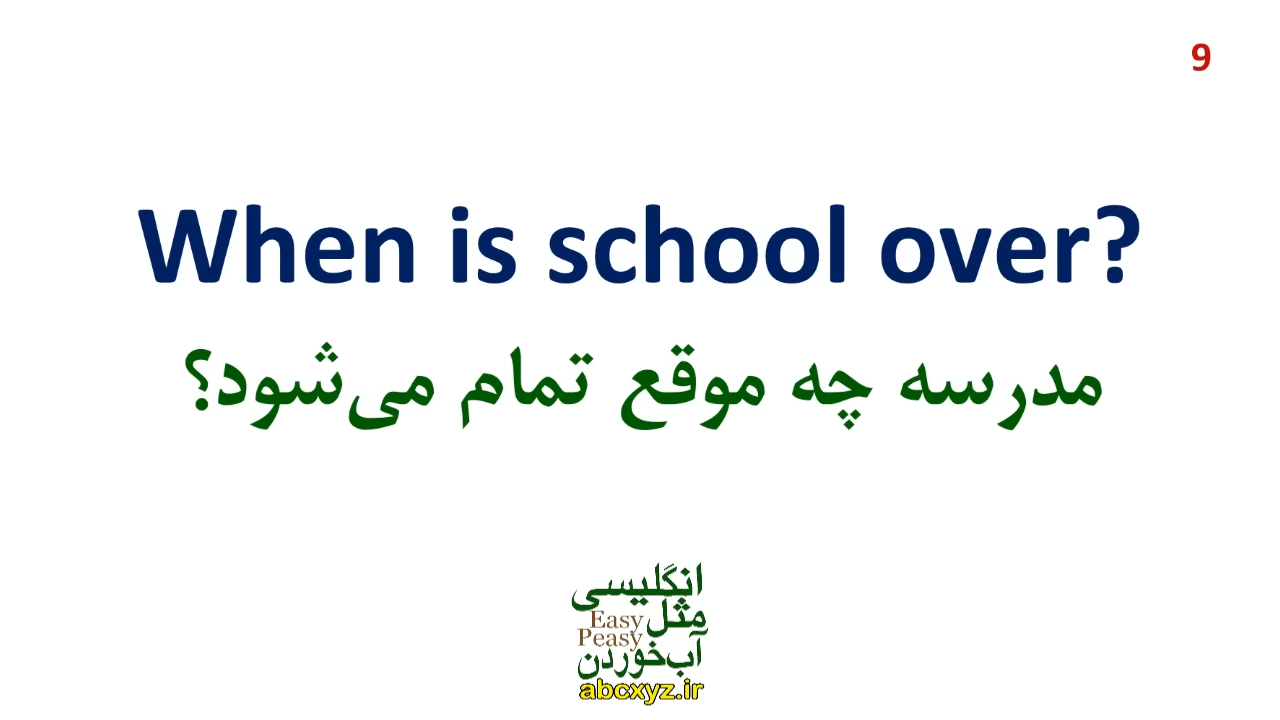 9
When is school over?
مدرسه چه موقع تمام می‌شود؟
انگلیسی
مثل Easy
Peasy
آب‌خوردن
abcxyz.ir